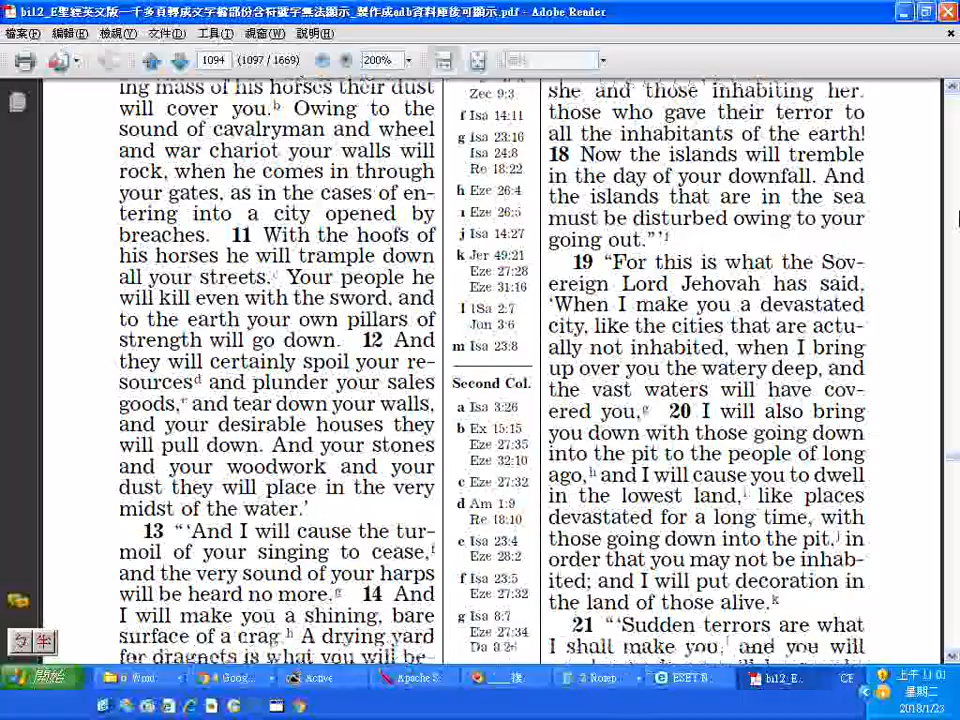 bi12_E聖經英文版一千多頁轉成文字檔部份含符號字無法顯示_製作成adb資料庫後可顯示.pdf - Adobe Reader
檔案(F) 編輯(E) 檢視(V) 文件(D) 工具(T) 視窗(W) 說明(H)
1094 (1097 / 1669) 200% 尋找
ing mass of his horses their dust
will cover you.b Owing to the
sound of cavalryman and wheel
and war chariot your walls will
rock, when he comes in through
your gates, as in the cases of en-
tering into a city opened by
breaches. 11 With the hoofs of
his horses he will trample down
all your streets.c Your people he
will kill even with the sword, and
to the earth your own pillars of
strength will go down. 12 And
they will certainly spoil your re-
sourcesd and plunder your sales
goods,e and tear down your walls,
and your desirable houses they
will pull down. And your stones
and your woodwork and your
dust they will place in the very
midst of the water.’
13 “‘And I will cause the tur-
moil of your singing to cease,f
and the very sound of your harps
will be heard no more.g 14 And
I will make you a shining, bare
surface of a crag.h A drying yard
for dragnets is what you will be-
Zec 9:3
f Isa 14:11
g Isa 23:16
Isa 24:8
Re 18:22
h Eze 26:4
i Eze 26:5
j Isa 14:27
k Jer 49:21
Eze 27:28
Eze 31:16
l 1Sa 2:7
Jon 3:6
m Isa 23:8
Second Col.
a Isa 3:26
b Ex 15:15
Eze 27:35
Eze 32:10
c Eze 27:32
d Am 1:9
Re 18:10
e Isa 23:4
Eze 28:2
f Isa 23:5
Eze 27:32
g Isa 8:7
Eze 27:34
Da 9:26
she and those inhabiting her,
those who gave their terror to
all the inhabitants of the earth!
18 Now the islands will tremble
in the day of your downfall. And
the islands that are in the sea
must be disturbed owing to your
going out.”’f
19 “For this is what the Sov-
ereign Lord Jehovah has said,
‘When I make you a devastated
city, like the cities that are actu-
ally not inhabited, when I bring
up over you the watery deep, and
the vast waters will have cov-
ered you,g 20 I will also bring
you down with those going down
into the pit to the people of long
ago,h and I will cause you to dwell
in the lowest land,i like places
devastated for a long time, with
those going down into the pit,j in
order that you may not be inhab-
ited; and I will put decoration in
the land of those alive.k
21 “‘Sudden terrors are what
I shall make you,l and you will
ㄅ 半
開始 D Word Goog... Active Apache S 2 Notep... ESET N... bi12_E... CE
上午 11:01
星期二
2018/1/23